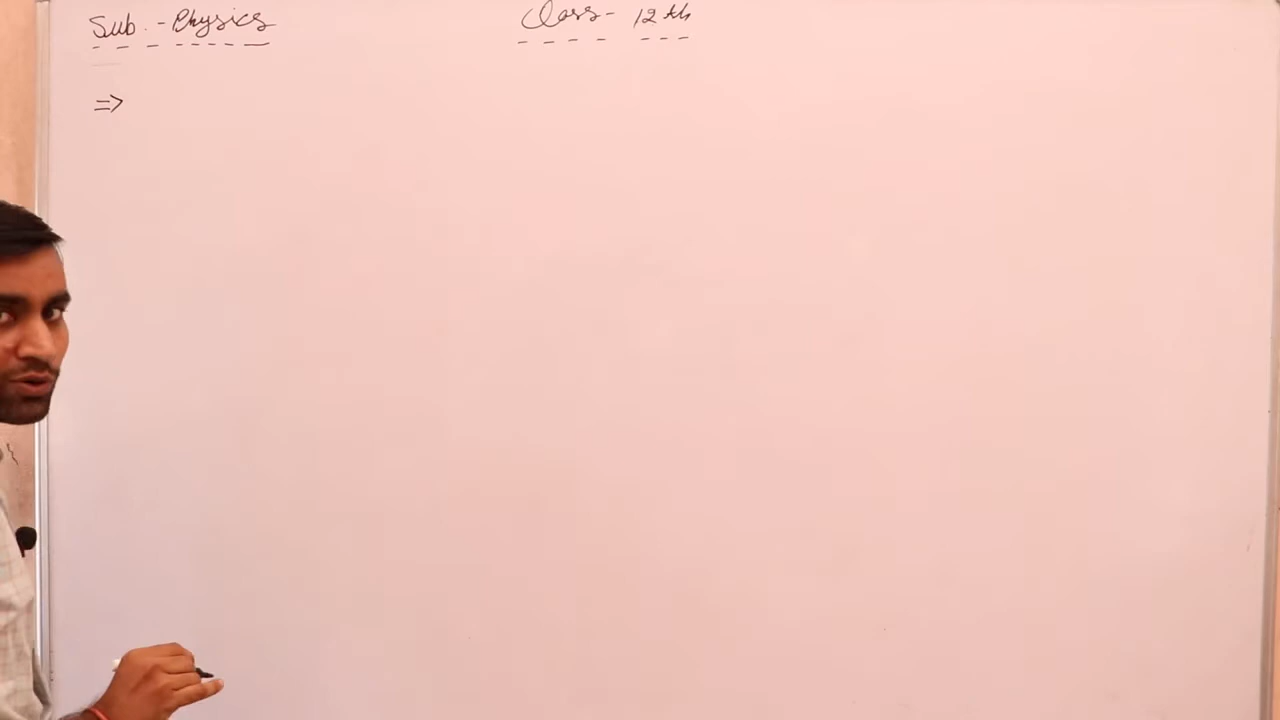 Sub. - Physics
Class - 12th
=>